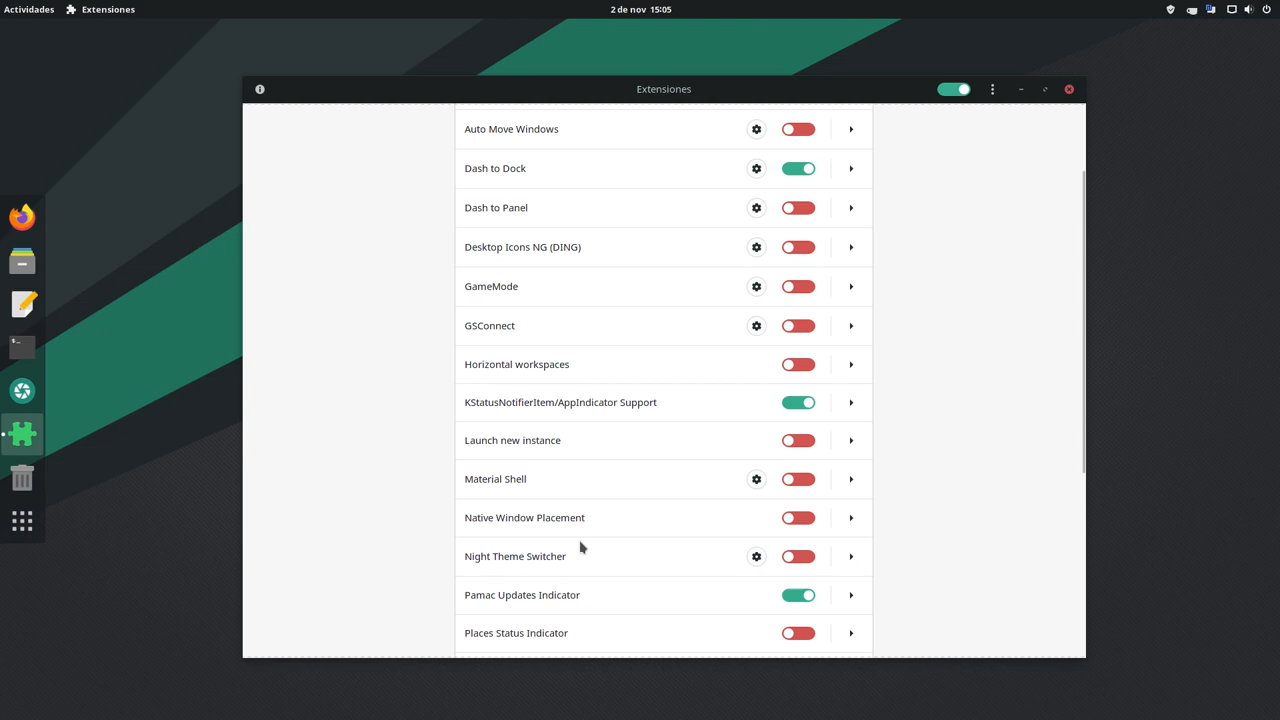 Actividades Extensiones 2 de nov 15:05
Extensiones
Auto Move Windows
Dash to Dock
Dash to Panel
Desktop Icons NG (DING)
GameMode
GSConnect
Horizontal workspaces
KStatusNotifierItem/AppIndicator Support
Launch new instance
Material Shell
Native Window Placement
Night Theme Switcher
Pamac Updates Indicator
Places Status Indicator